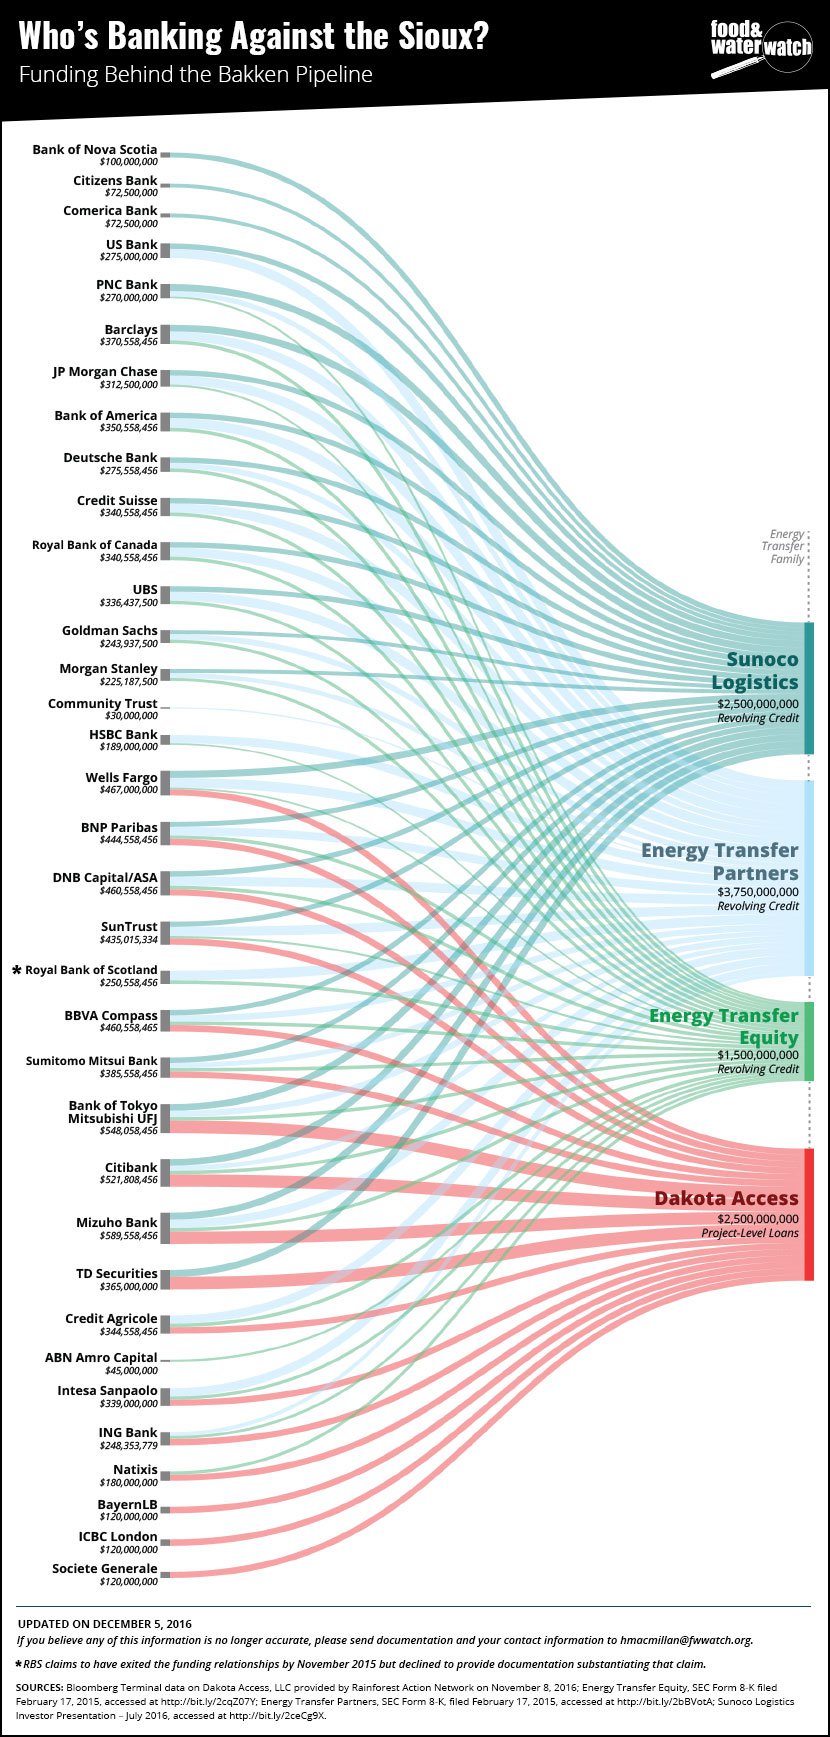 Who's Banking Against the Sioux?
Funding Behind the Bakken Pipeline
food&
water
watch
Bank of Nova Scotia
$100,000,000
Citizens Bank
$72,500,000
Comerica Bank
$72,500,000
US Bank
$275,000,000
PNC Bank
$270,000,000
Barclays
$370,558,456
JP Morgan Chase
$312,500,000
Bank of America
$350,558,456
Deutsche Bank
$275,558,456
Credit Suisse
$340,558,456
Royal Bank of Canada
$340,558,456
UBS
$336,437,500
Goldman Sachs
$243,937,500
Morgan Stanley
$225,187,500
Community Trust
$30,000,000
HSBC Bank
$189,000,000
Wells Fargo
$467,000,000
BNP Paribas
$444,558,456
DNB Capital/ASA
$460,558,456
SunTrust
$435,015,334
* Royal Bank of Scotland
$250,558,456
BBVA Compass
$460,558,465
Sumitomo Mitsui Bank
$385,558,456
Bank of Tokyo
Mitsubishi UFJ
$548,058,456
Citibank
$521,808,456
Mizuho Bank
$589,558,456
TD Securities
$365,000,000
Credit Agricole
$344,558,456
ABN Amro Capital
$45,000,000
Intesa Sanpaolo
$339,000,000
ING Bank
$248,353,779
Natixis
$180,000,000
BayernLB
$120,000,000
ICBC London
$120,000,000
Societe Generale
$120,000,000
Energy
Transfer
Family
Sunoco
Logistics
$2,500,000,000
Revolving Credit
Energy Transfer
Partners
$3,750,000,000
Revolving Credit
Energy Transfer
Equity
$1,500,000,000
Revolving Credit
Dakota Access
$2,500,000,000
Project-Level Loans
UPDATED ON DECEMBER 5, 2016
If you believe any of this information is no longer accurate, please send documentation and your contact information to hmacmillan@fwwatch.org.
*RBS claims to have exited the funding relationships by November 2015 but declined to provide documentation substantiating that claim.
SOURCES: Bloomberg Terminal data on Dakota Access, LLC provided by Rainforest Action Network on November 8, 2016; Energy Transfer Equity, SEC Form 8-K filed
February 17, 2015, accessed at http://bit.ly/2cqZ07Y; Energy Transfer Partners, SEC Form 8-K, filed February 17, 2015, accessed at http://bit.ly/2bBVotA; Sunoco Logistics
Investor Presentation – July 2016, accessed at http://bit.ly/2ceCg9X.